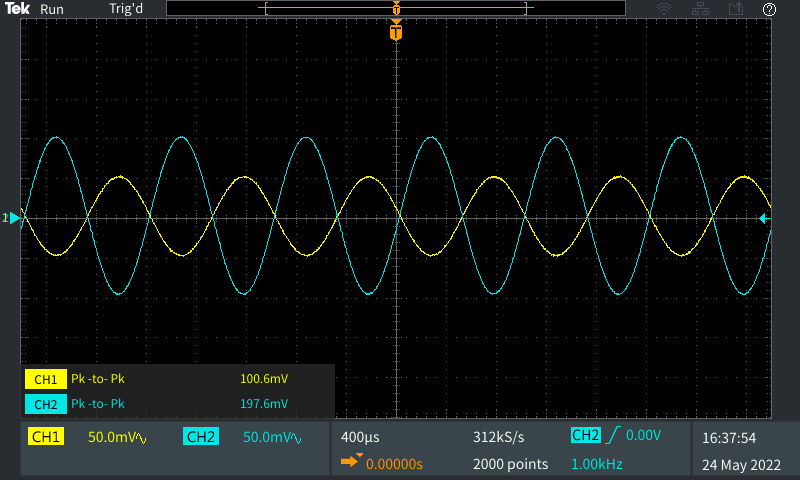 Tek Run Trig'd T ?
T
2
CH1 Pk -to- Pk 100.6mV
CH2 Pk -to- Pk 197.6mV
CH1 50.0mV CH2 50.0mV 400µs 312kS/s CH2 0.00V 16:37:54
0.00000s 2000 points 1.00kHz 24 May 2022